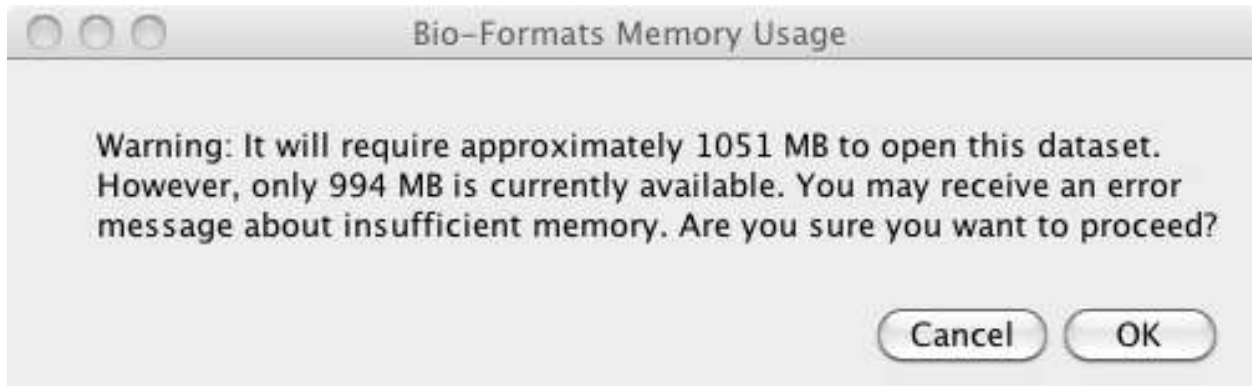 Bio-Formats Memory Usage
Warning: It will require approximately 1051 MB to open this dataset.
However, only 994 MB is currently available. You may receive an error
message about insufficient memory. Are you sure you want to proceed?
Cancel OK